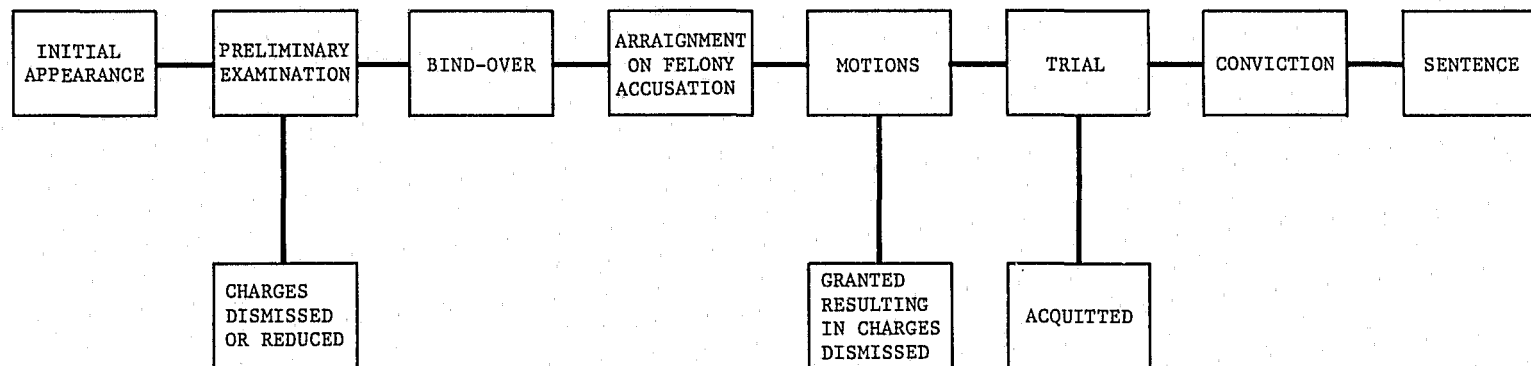 INITIAL
APPEARANCE
PRELIMINARY
EXAMINATION
BIND-OVER
ARRAIGNMENT
ON FELONY
ACCUSATION
MOTIONS
TRIAL
CONVICTION
SENTENCE
CHARGES
DISMISSED
OR REDUCED
GRANTED
RESULTING
IN CHARGES
DISMISSED
ACQUITTED